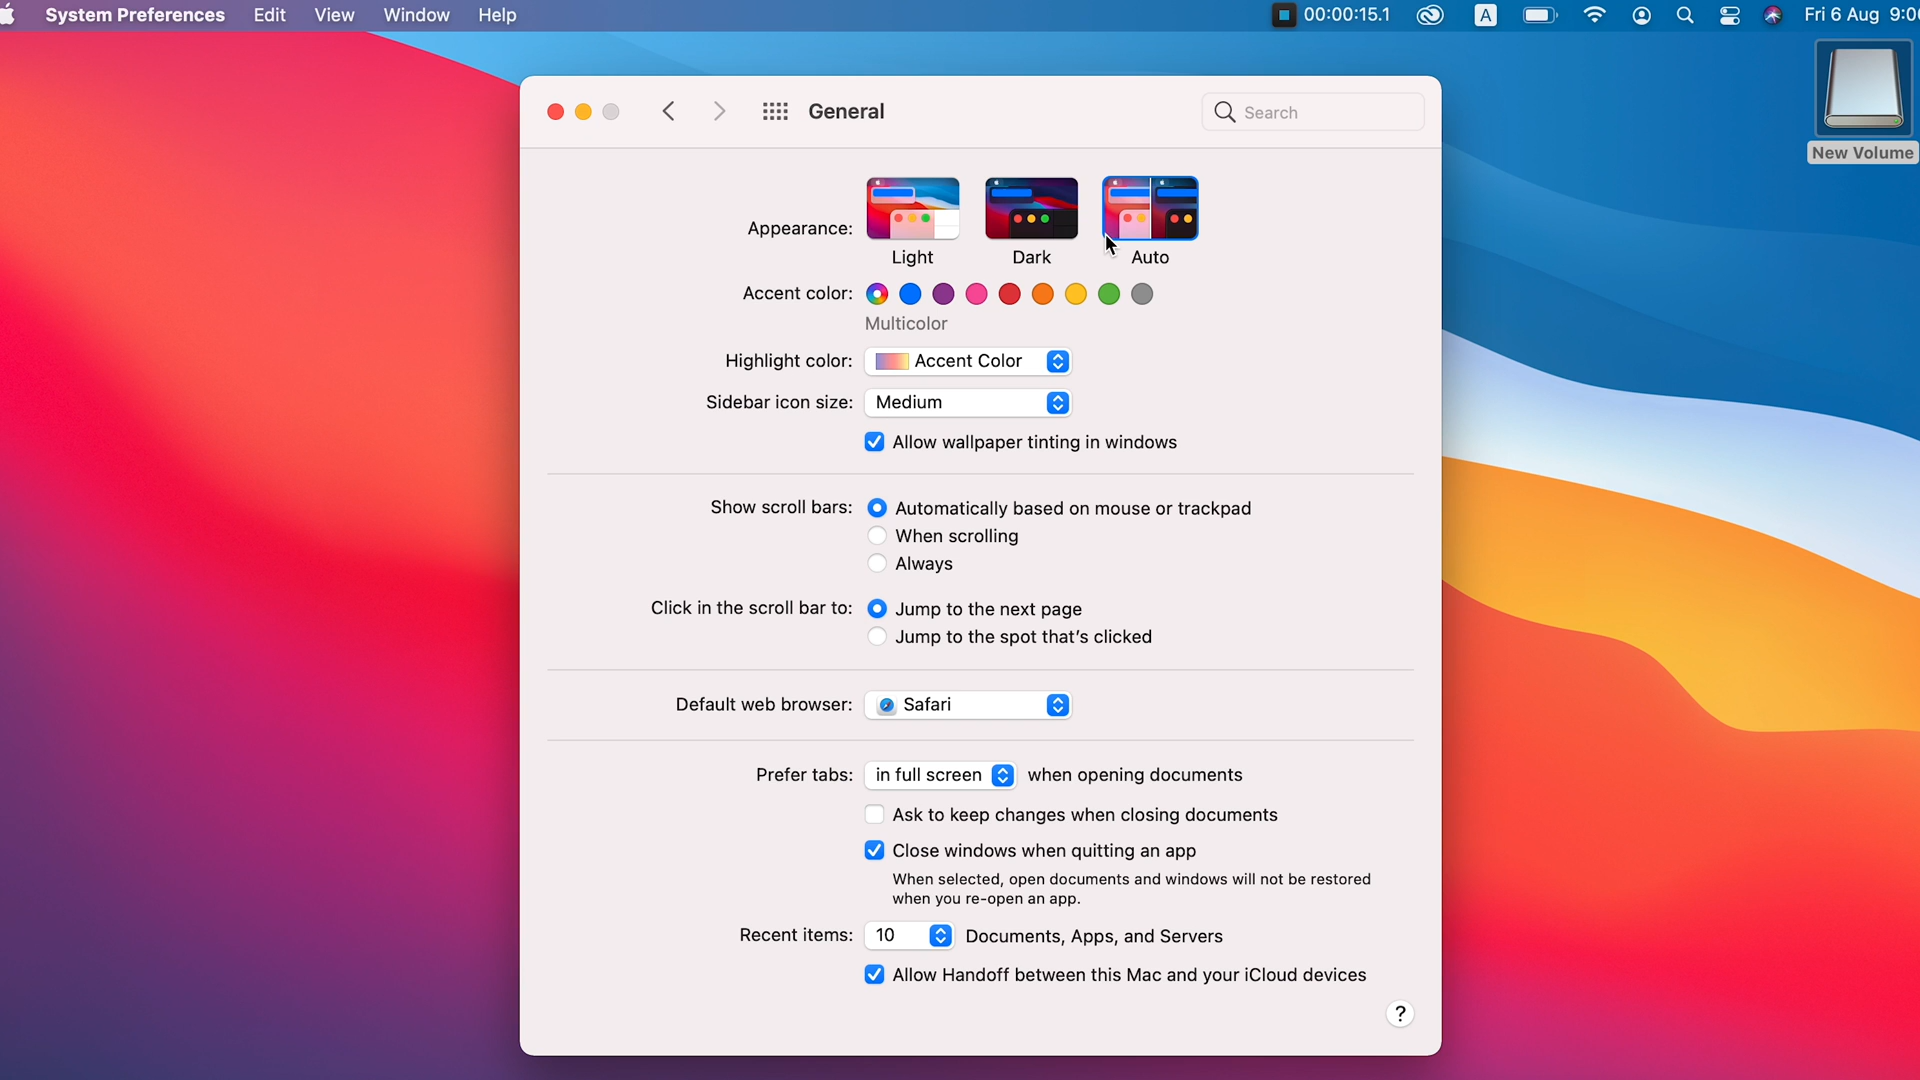 System Preferences Edit View Window Help 00:00:15.1 A Fri 6 Aug
General Search
New Volume
Appearance:
Light Dark Auto
Accent color:
Multicolor
Highlight color: Accent Color
Sidebar icon size: Medium
Allow wallpaper tinting in windows
Show scroll bars: Automatically based on mouse or trackpad
When scrolling
Always
Click in the scroll bar to: Jump to the next page
Jump to the spot that's clicked
Default web browser: Safari
Prefer tabs: in full screen when opening documents
Ask to keep changes when closing documents
Close windows when quitting an app
When selected, open documents and windows will not be restored
when you re-open an app.
Recent items: 10 Documents, Apps, and Servers
Allow Handoff between this Mac and your iCloud devices
?